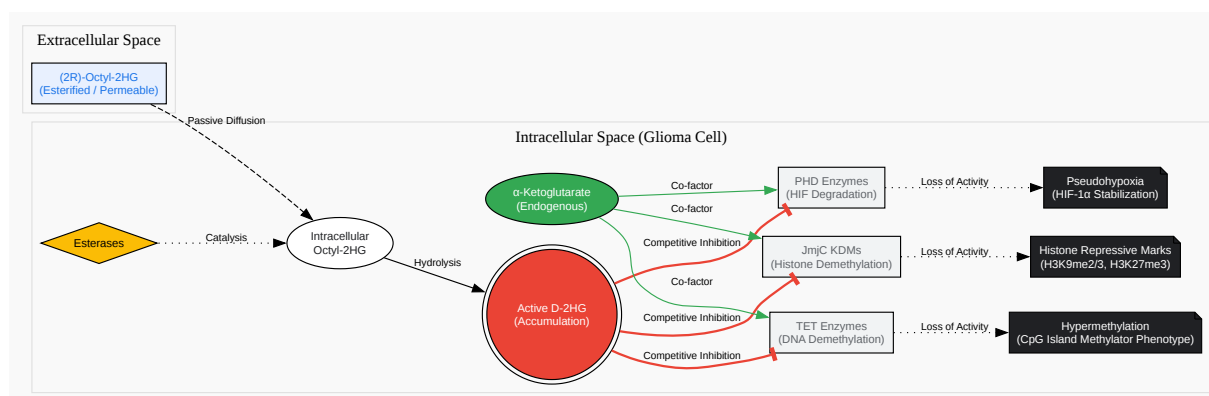 Extracellular Space
(2R)-Octyl-2HG
(Esterified / Permeable)
Passive Diffusion
Intracellular Space (Glioma Cell)
Esterases
Catalysis
Intracellular
Octyl-2HG
Hydrolysis
α-Ketoglutarate
(Endogenous)
Active D-2HG
(Accumulation)
Co-factor
Co-factor
Competitive Inhibition
Co-factor
Competitive Inhibition
Competitive Inhibition
PHD Enzymes
(HIF Degradation)
Loss of Activity
Pseudohypoxia
(HIF-1α Stabilization)
JmjC KDMs
(Histone Demethylation)
Loss of Activity
Histone Repressive Marks
(H3K9me2/3, H3K27me3)
TET Enzymes
(DNA Demethylation)
Loss of Activity
Hypermethylation
(CpG Island Methylator Phenotype)